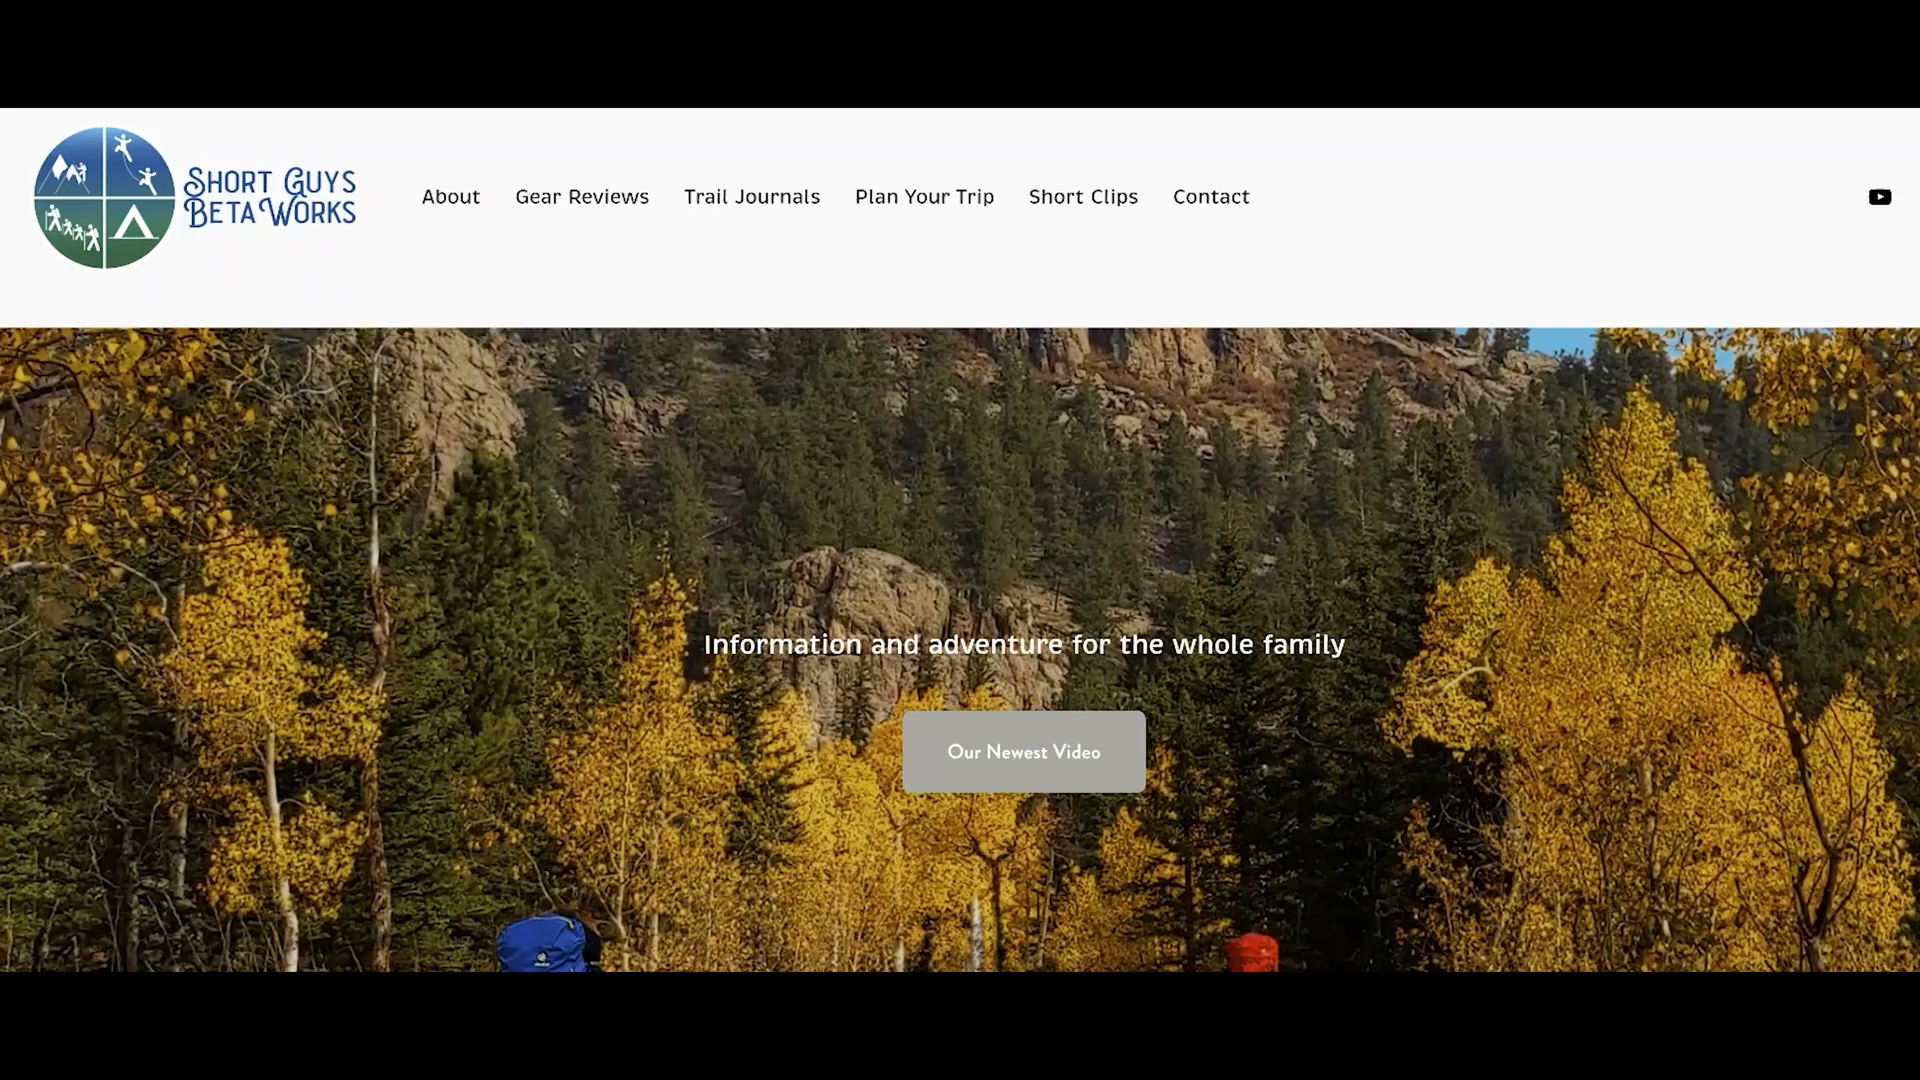 Short Guys
Beta Works
About
Gear Reviews
Trail Journals
Plan Your Trip
Short Clips
Contact
Information and adventure for the whole family
Our Newest Video